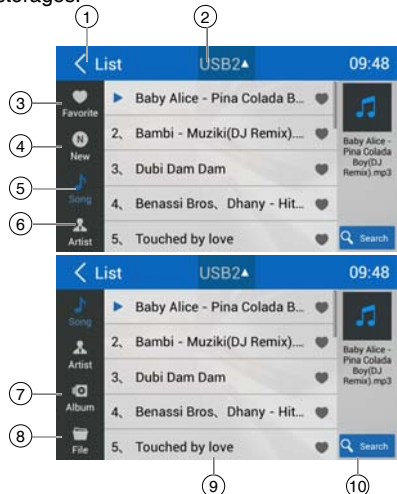 storages.
1
2
List USB2▲ 09:48
3
Favorite
▶ Baby Alice - Pina Colada B...
4
N
New
2、 Bambi - Muziki(DJ Remix)....
Baby Alice -
Pina Colada
Boy(DJ
Remix).mp3
5
Song
3、 Dubi Dam Dam
6
Artist
4、 Benassi Bros、Dhany - Hit...
5、 Touched by love
Search
List USB2▲ 09:48
Song
▶ Baby Alice - Pina Colada B...
Artist
2、 Bambi - Muziki(DJ Remix)....
Baby Alice -
Pina Colada
Boy(DJ
Remix).mp3
3、 Dubi Dam Dam
7
Album
4、 Benassi Bros、Dhany - Hit...
8
File
5、 Touched by love
Search
9
10